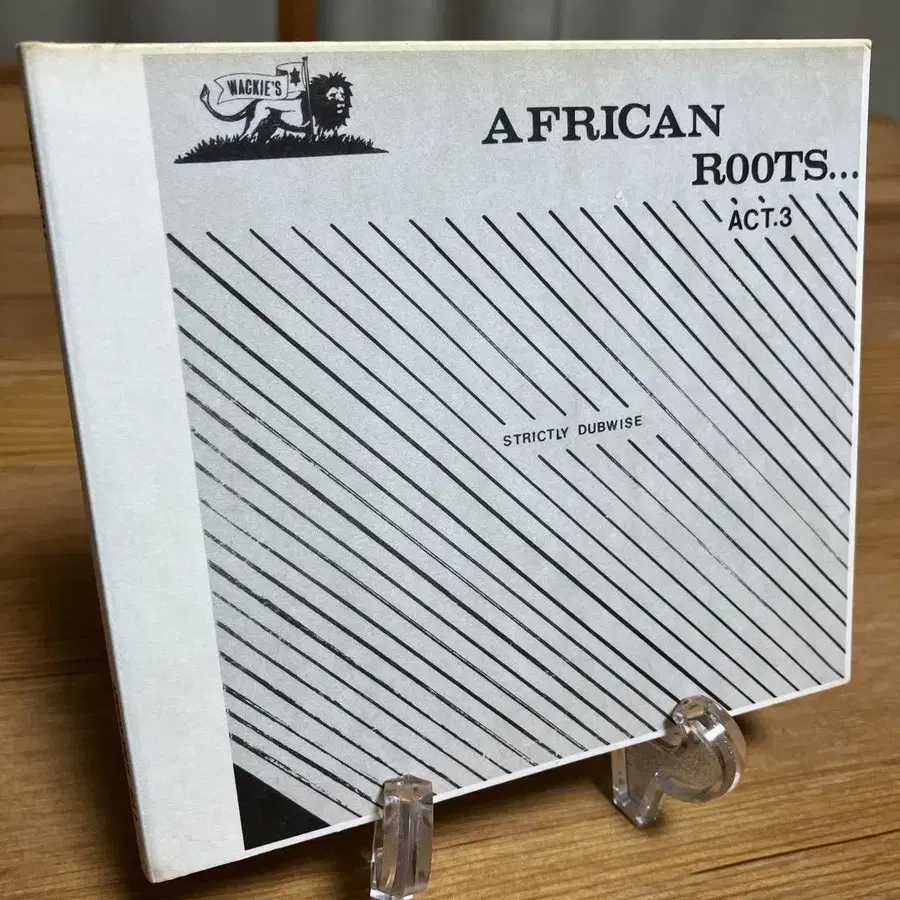 WACKIE'S
AFRICAN
ROOTS...
ACT.3
STRICTLY DUBWISE